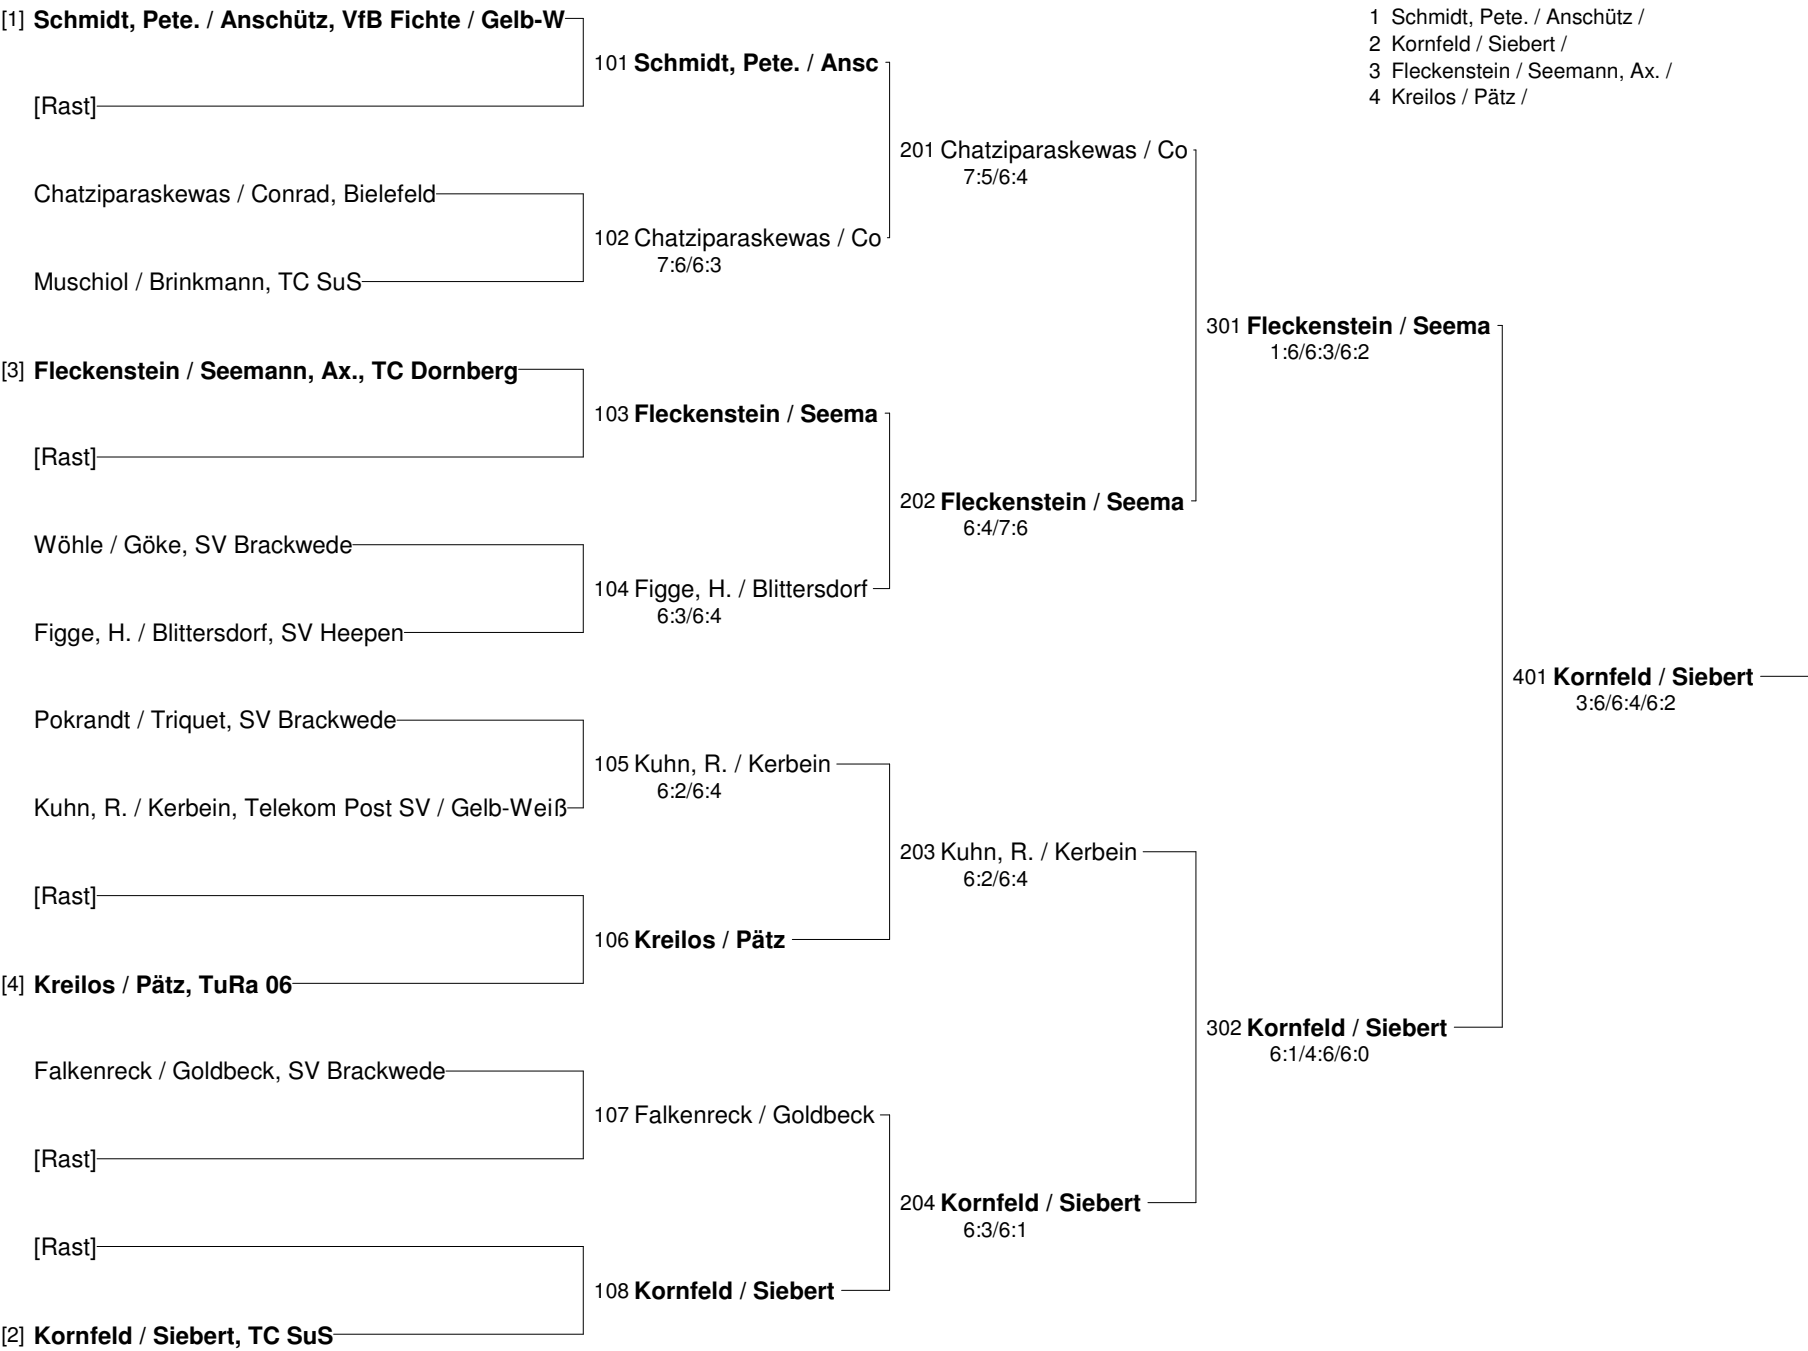 [1] Schmidt, Pete. / Anschütz, VfB Fichte / Gelb-W
[Rast]
Chatziparaskewas / Conrad, Bielefeld
Muschiol / Brinkmann, TC SuS
[3] Fleckenstein / Seemann, Ax., TC Dornberg
[Rast]
Wöhle / Göke, SV Brackwede
Figge, H. / Blittersdorf, SV Heepen
Pokrandt / Triquet, SV Brackwede
Kuhn, R. / Kerbein, Telekom Post SV / Gelb-Weiß
[Rast]
[4] Kreilos / Pätz, TuRa 06
Falkenreck / Goldbeck, SV Brackwede
[Rast]
[Rast]
[2] Kornfeld / Siebert, TC SuS
101 Schmidt, Pete. / Ansc
102 Chatziparaskewas / Co
7:6/6:3
103 Fleckenstein / Seema
104 Figge, H. / Blittersdorf
6:3/6:4
105 Kuhn, R. / Kerbein
6:2/6:4
106 Kreilos / Pätz
107 Falkenreck / Goldbeck
108 Kornfeld / Siebert
201 Chatziparaskewas / Co
7:5/6:4
202 Fleckenstein / Seema
6:4/7:6
203 Kuhn, R. / Kerbein
6:2/6:4
204 Kornfeld / Siebert
6:3/6:1
301 Fleckenstein / Seema
1:6/6:3/6:2
302 Kornfeld / Siebert
6:1/4:6/6:0
401 Kornfeld / Siebert
3:6/6:4/6:2
1 Schmidt, Pete. / Anschütz /
2 Kornfeld / Siebert /
3 Fleckenstein / Seemann, Ax. /
4 Kreilos / Pätz /